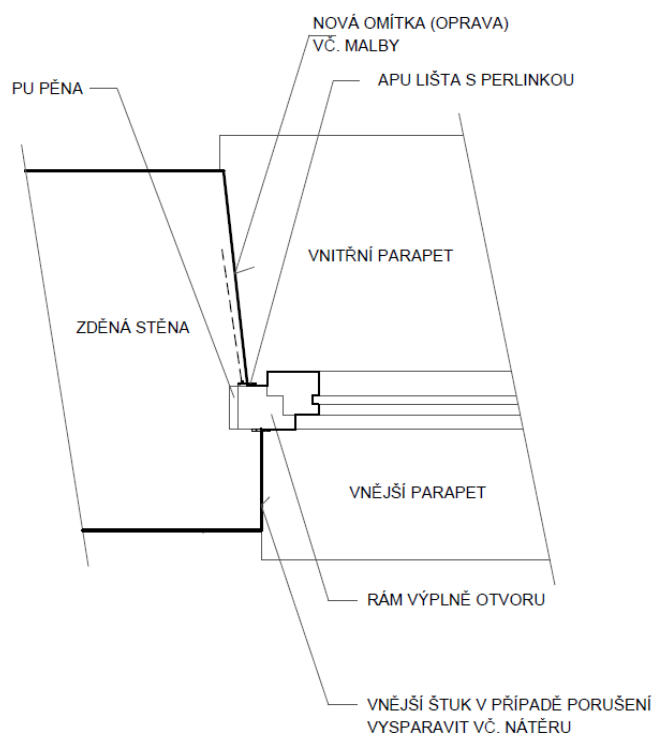 NOVÁ OMÍTKA (OPRAVA)
VČ. MALBY
PU PĚNA
APU LIŠTA S PERLINKOU
VNITŘNÍ PARAPET
ZDĚNÁ STĚNA
VNĚJŠÍ PARAPET
RÁM VÝPLNĚ OTVORU
VNĚJŠÍ ŠTUK V PŘÍPADĚ PORUŠENÍ
VYSPARAVIT VČ. NÁTĚRU